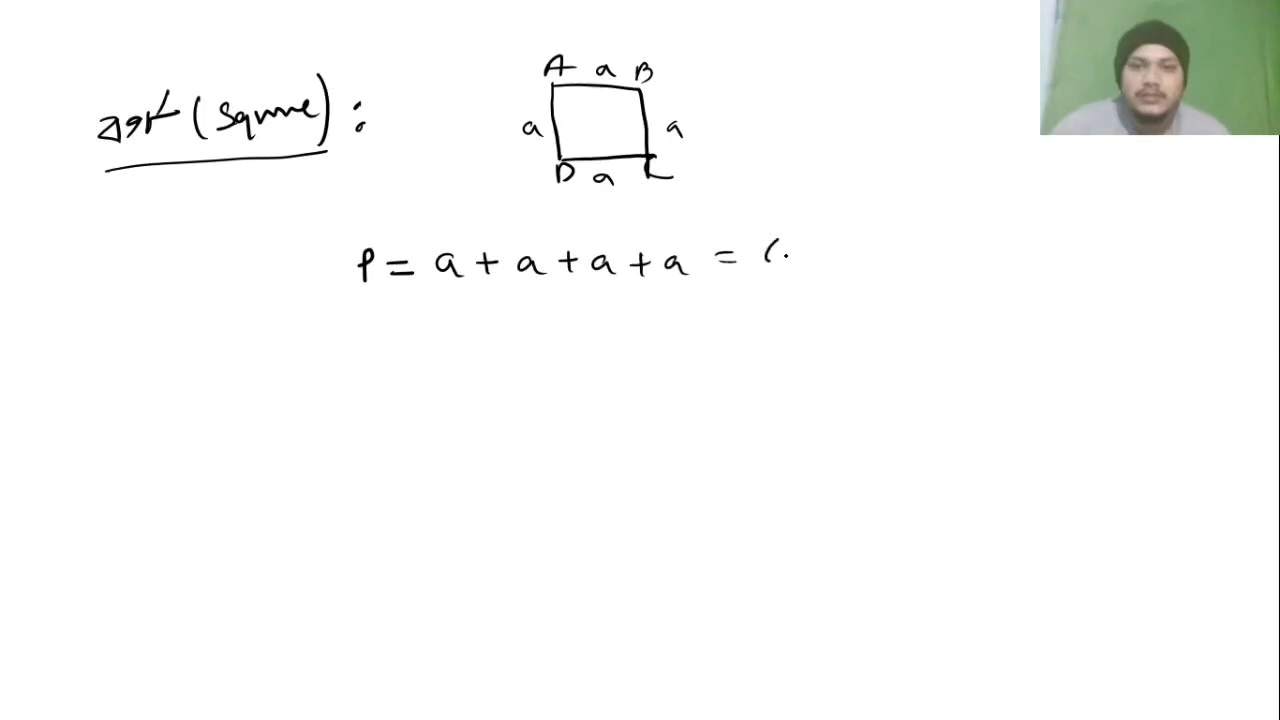 বর্গ (Square) :
A a B
a a
D a C
P = a + a + a + a = (